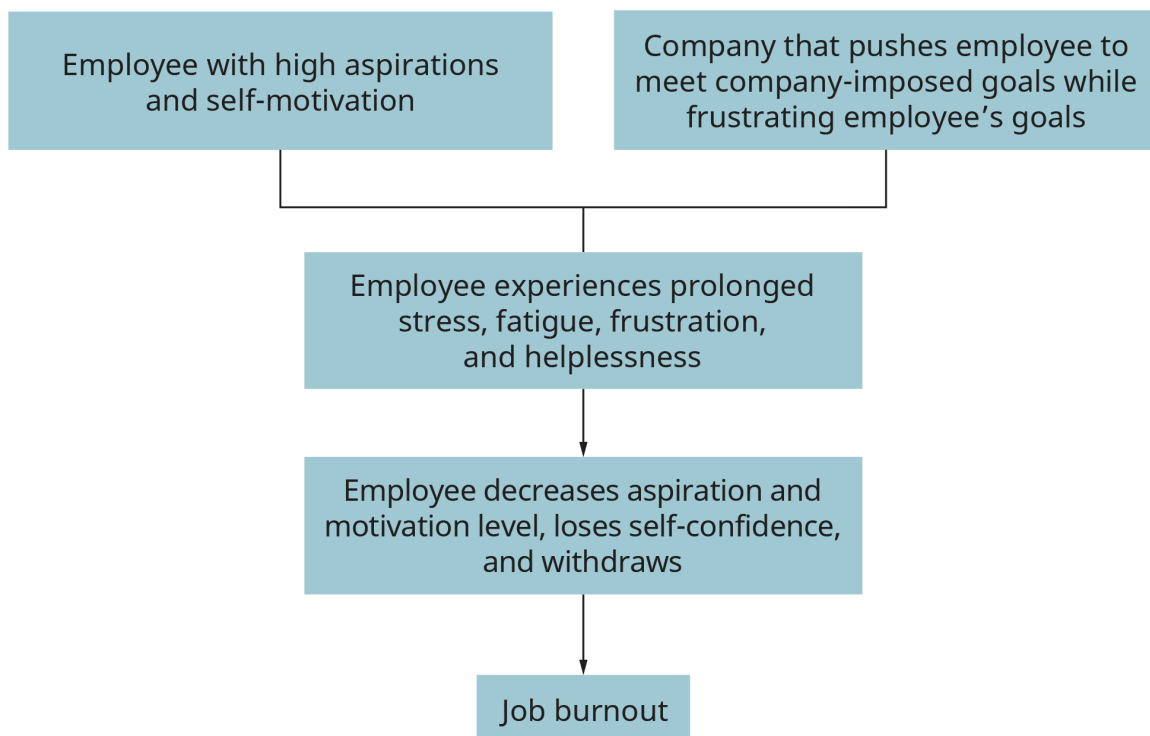 Employee with high aspirations
and self-motivation
Company that pushes employee to
meet company-imposed goals while
frustrating employee’s goals
Employee experiences prolonged
stress, fatigue, frustration,
and helplessness
Employee decreases aspiration and
motivation level, loses self-confidence,
and withdraws
Job burnout